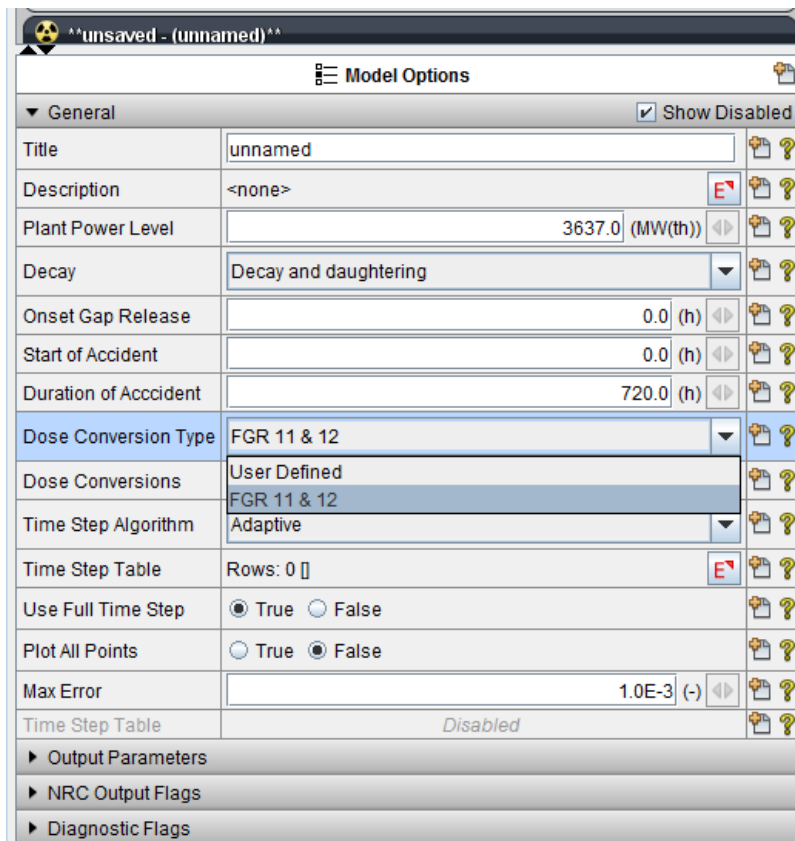 **unsaved - (unnamed)**
Model Options
General Show Disabled
Title unnamed
Description <none> E
Plant Power Level 3637.0 (MW(th))
Decay Decay and daughtering
Onset Gap Release 0.0 (h)
Start of Accident 0.0 (h)
Duration of Acccident 720.0 (h)
Dose Conversion Type FGR 11 & 12
Dose Conversions User Defined
FGR 11 & 12
Time Step Algorithm Adaptive
Time Step Table Rows: 0 [] E
Use Full Time Step True False
Plot All Points True False
Max Error 1.0E-3 (-)
Time Step Table Disabled
Output Parameters
NRC Output Flags
Diagnostic Flags